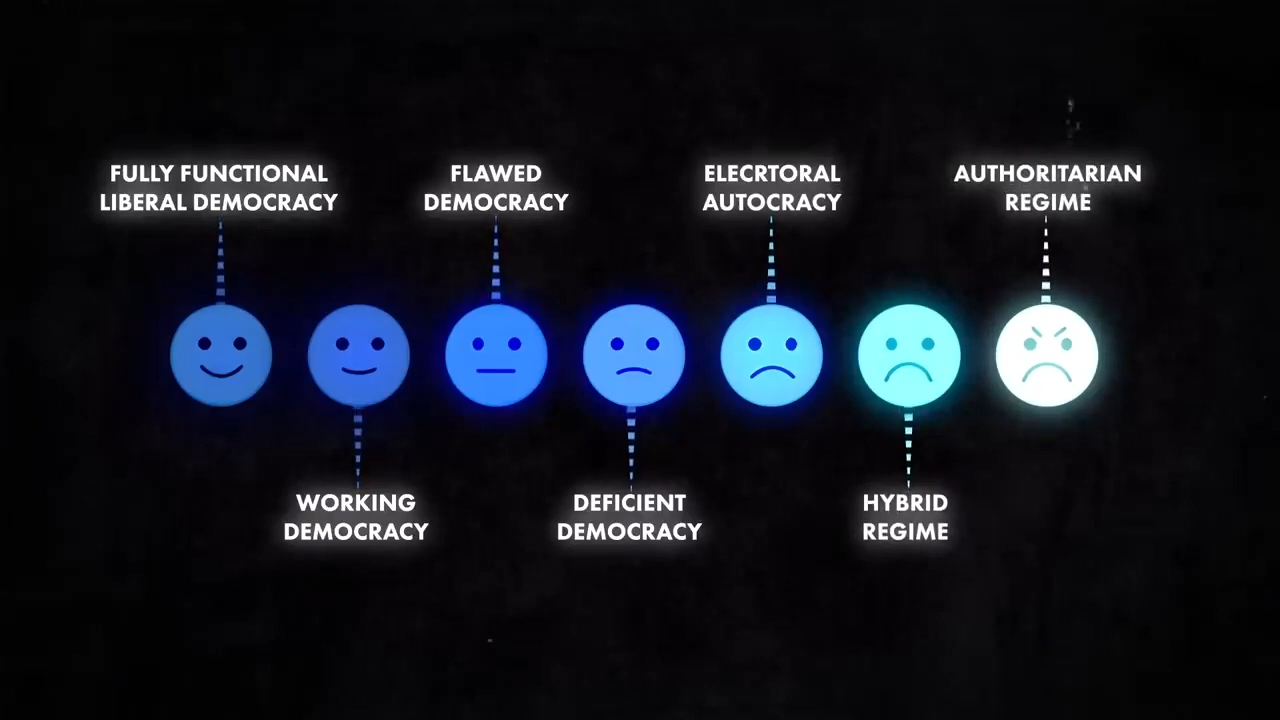 FULLY FUNCTIONAL
LIBERAL DEMOCRACY
FLAWED
DEMOCRACY
ELECRTORAL
AUTOCRACY
AUTHORITARIAN
REGIME
WORKING
DEMOCRACY
DEFICIENT
DEMOCRACY
HYBRID
REGIME